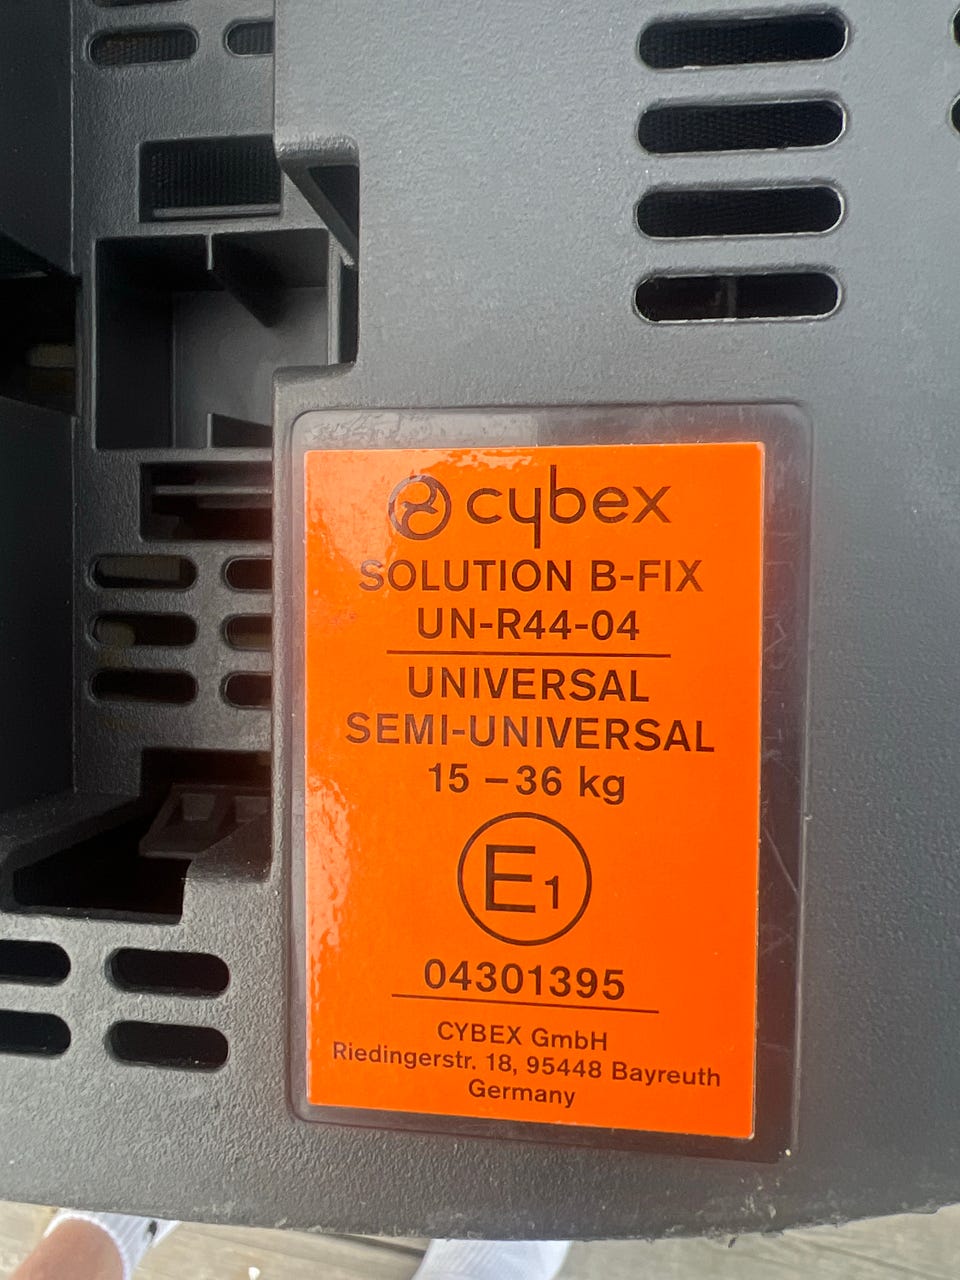 cybex
SOLUTION B-FIX
UN-R44-04
UNIVERSAL
SEMI-UNIVERSAL
15 – 36 kg
E1
04301395
CYBEX GmbH
Riedingerstr. 18, 95448 Bayreuth
Germany